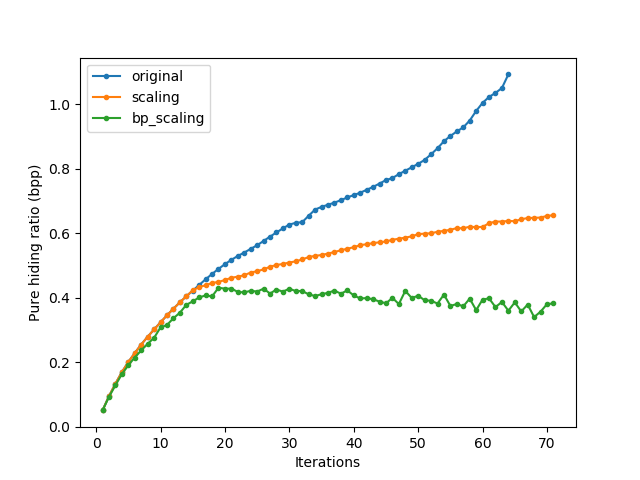 original
scaling
bp_scaling
Pure hiding ratio (bpp)
1.0
0.8
0.6
0.4
0.2
0.0
0 10 20 30 40 50 60 70
Iterations